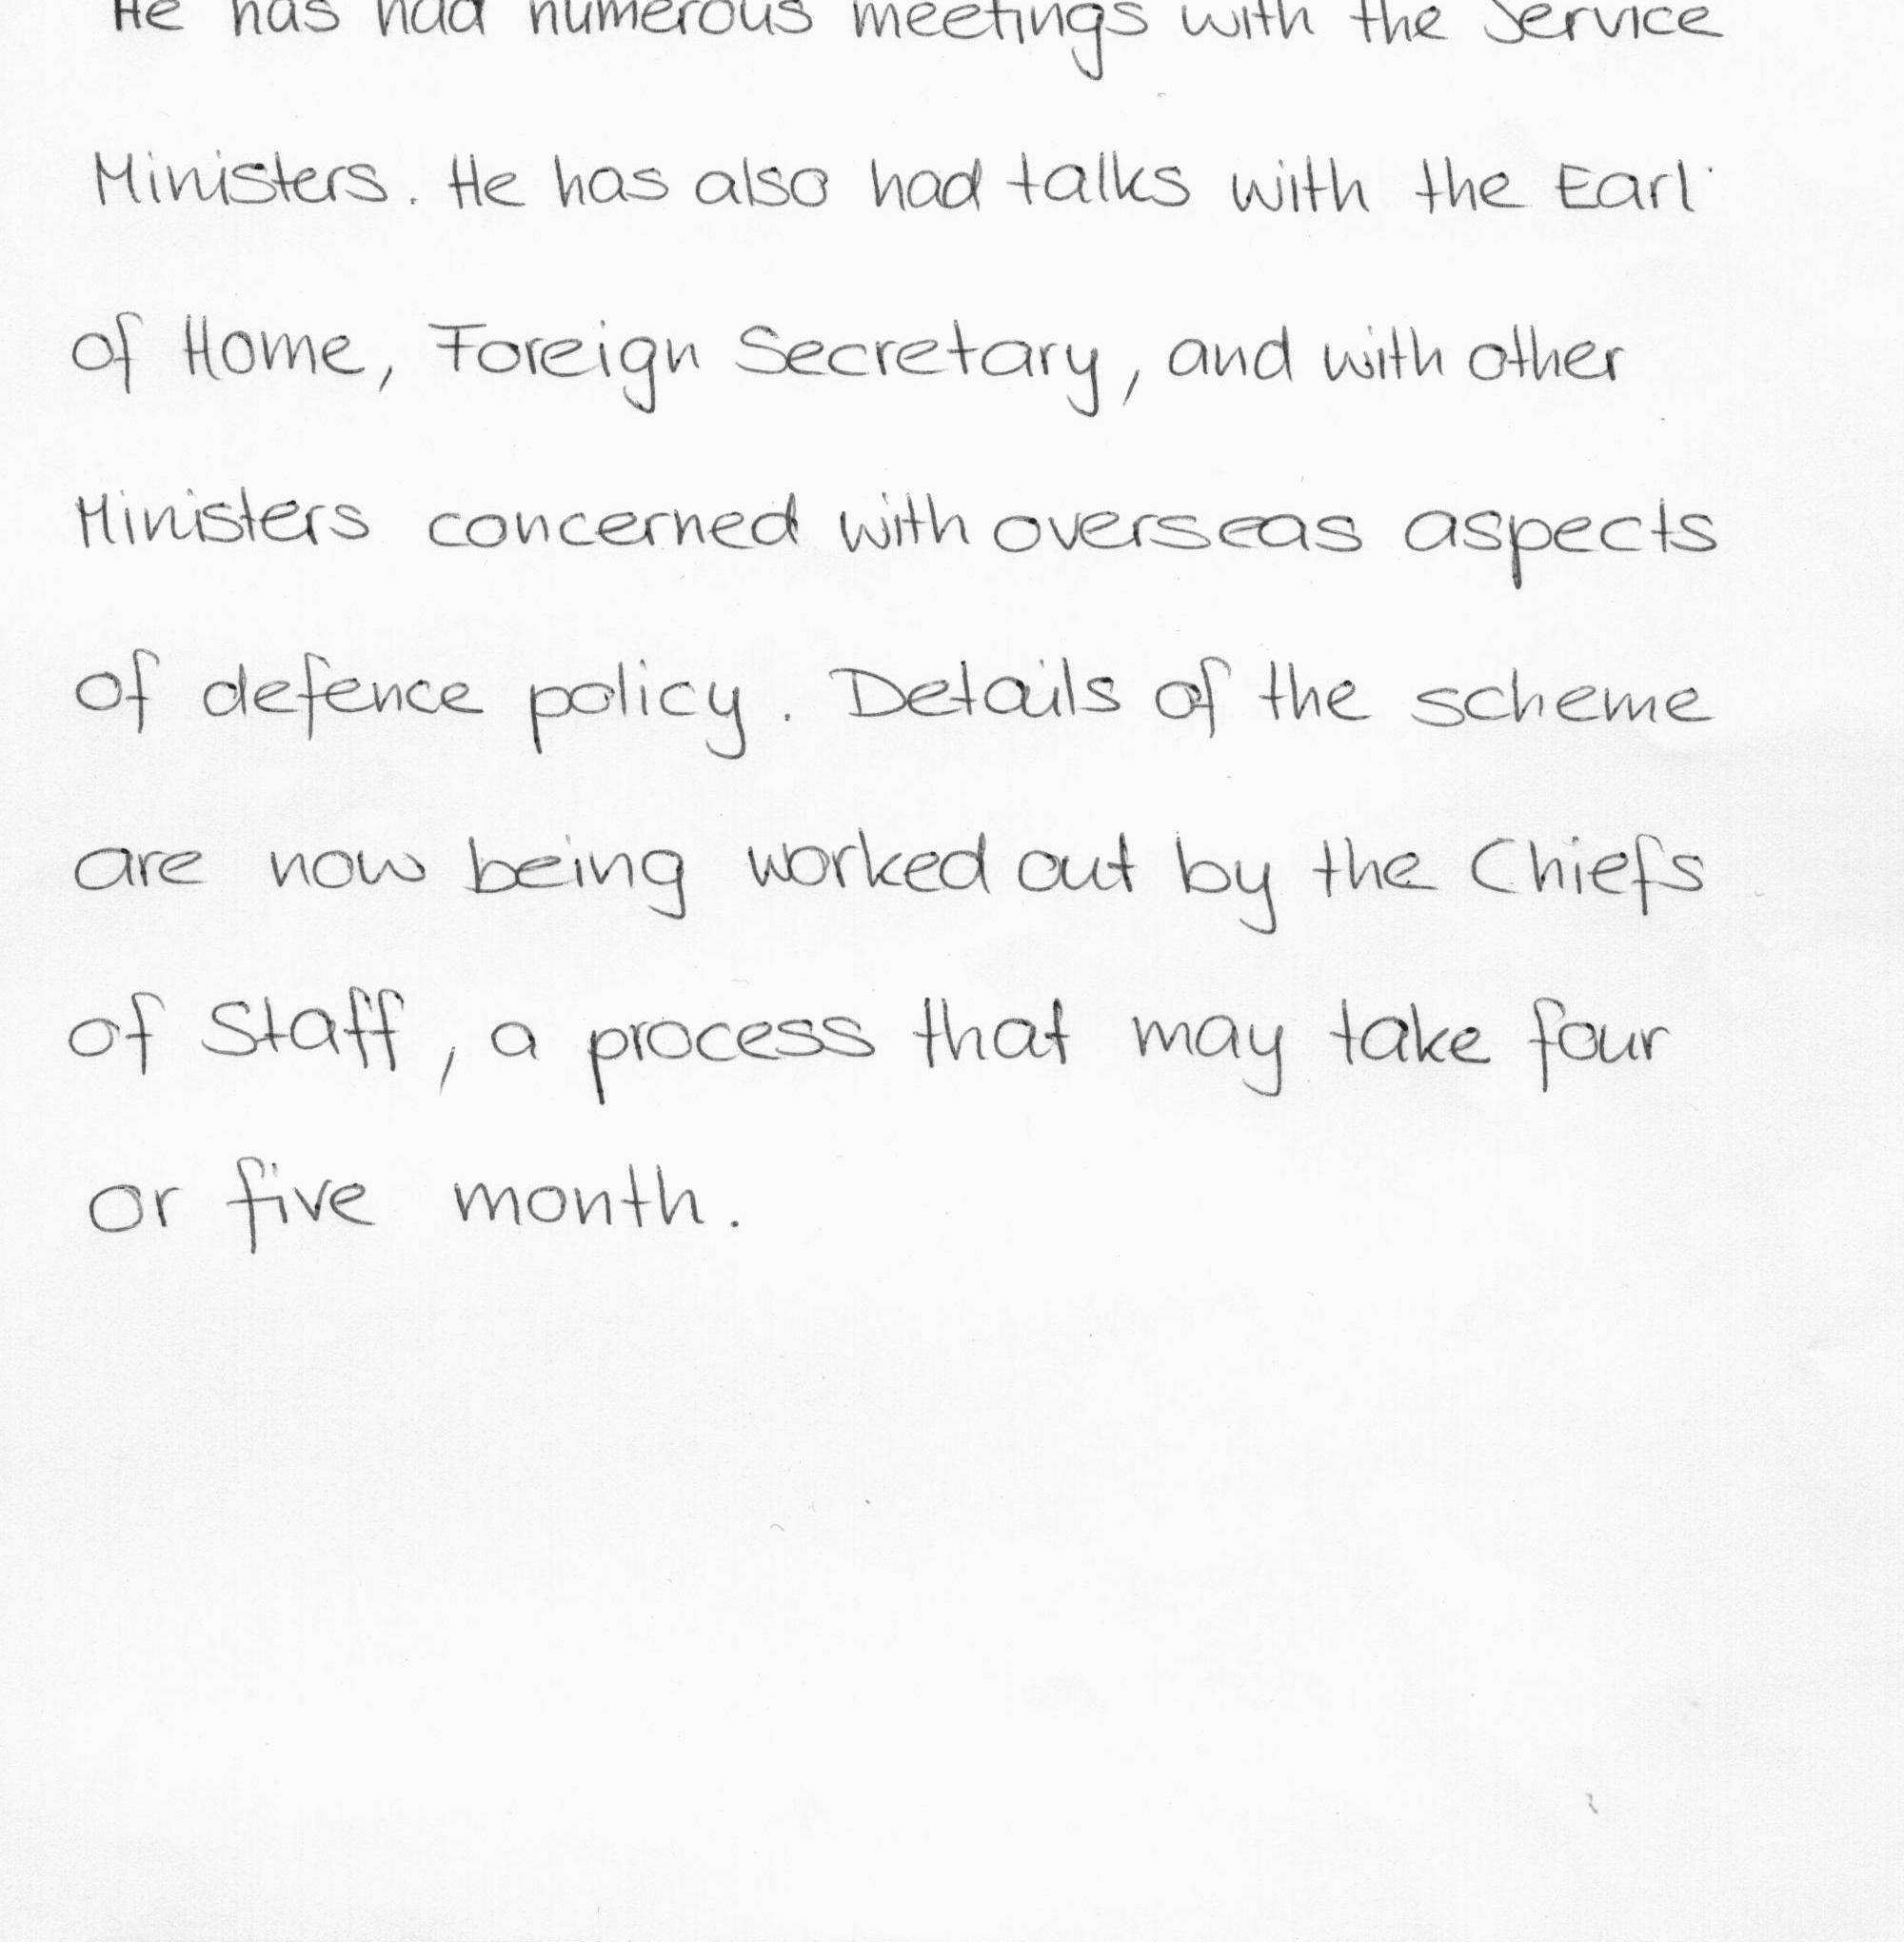 He has had numerous meetings with the Service
Ministers. He has also had talks with the Earl
of Home, Foreign Secretary, and with other
Ministers concerned with overseas aspects
of defence policy. Details of the scheme
are now being worked out by the Chiefs
of Staff, a process that may take four
or five month.